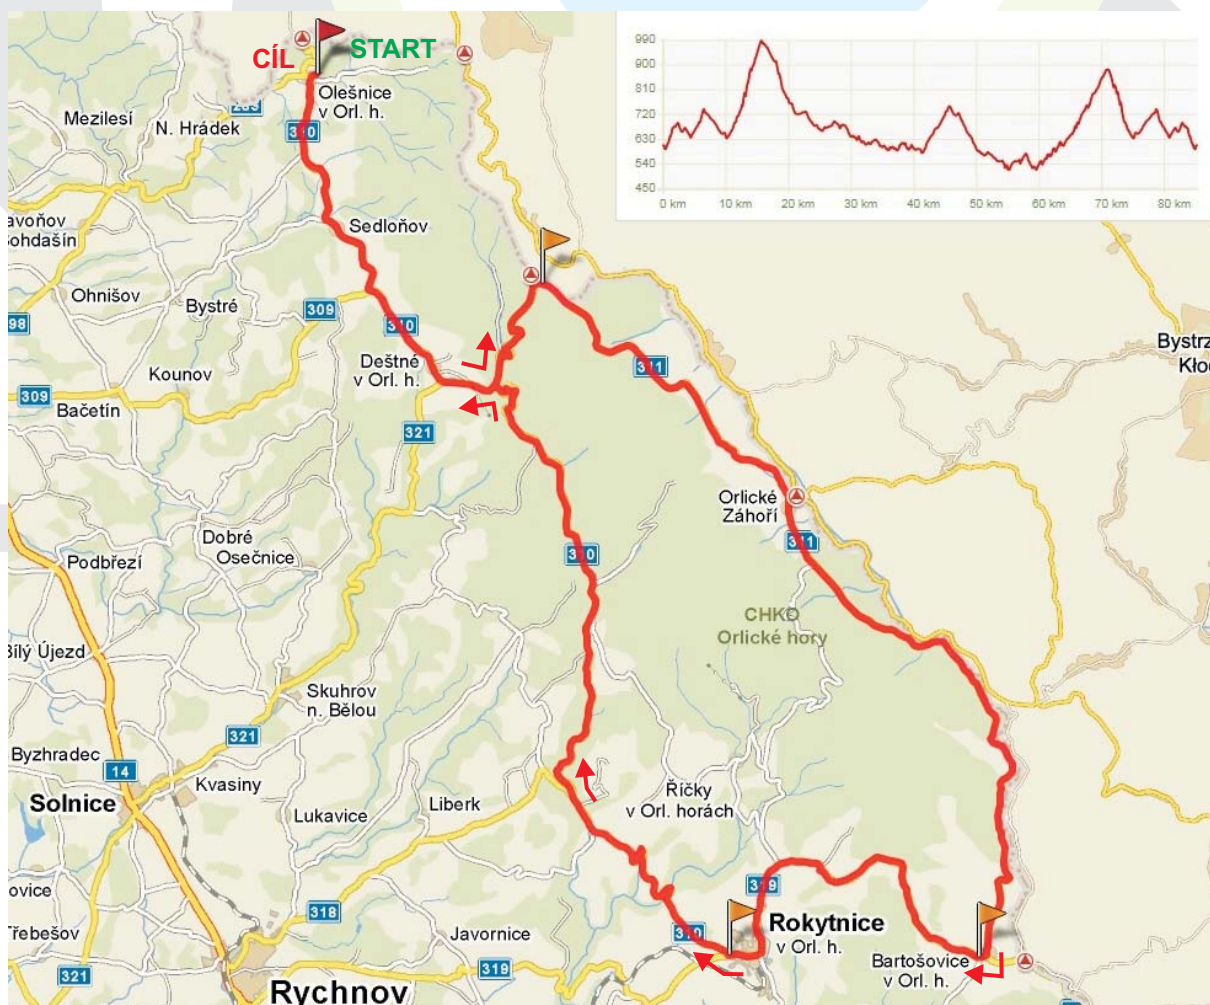 CÍL
START
Olešnice
v Orl. h.
Mezilesí
N. Hrádek
310
990
900
810
720
630
540
450
0 km
10 km
20 km
30 km
40 km
50 km
60 km
70 km
80 km
Sedloňov
Ohnišov
Bystré
309
310
98
Deštné
v Orl. h.
Kounov
309
Bačetín
321
311
Bystrz
Kłod
Orlické
Záhoří
311
Dobré
Osečnice
Podbřezí
310
CHKO
Orlické hory
Bílý Újezd
Skuhrov
n. Bělou
321
Byzhradec
14
Kvasiny
Solnice
Lukavice
Liberk
Říčky
v Orl. horách
ovice
319
318
310
Rokytnice
v Orl. h.
Třebešov
Javornice
Bartošovice
v Orl. h.
321
319
Rychnov